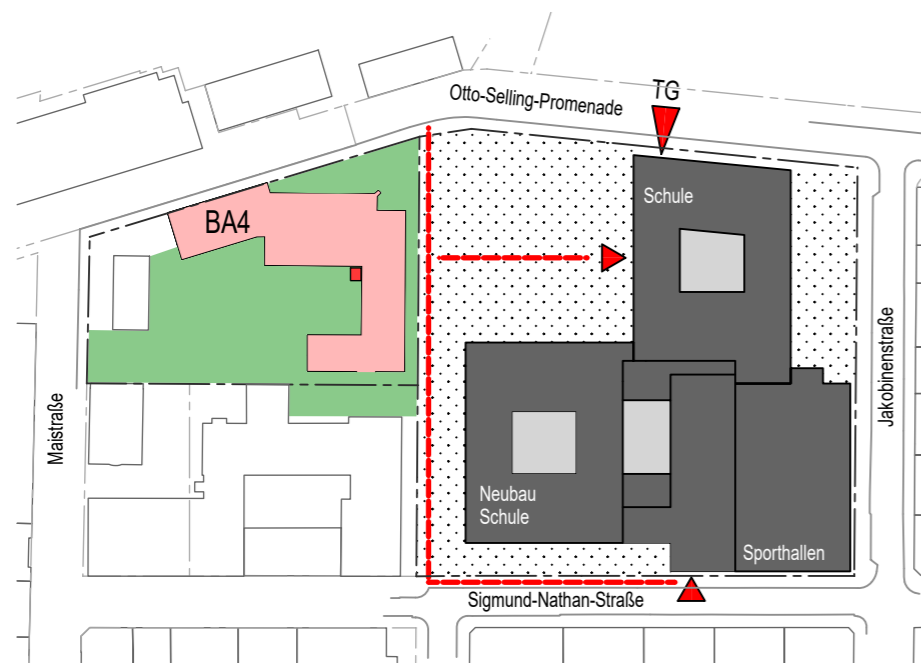 Otto-Selling-Promenade
TG
Schule
BA4
Maistraße
Jakobinenstraße
Neubau
Schule
Sporthallen
Sigmund-Nathan-Straße